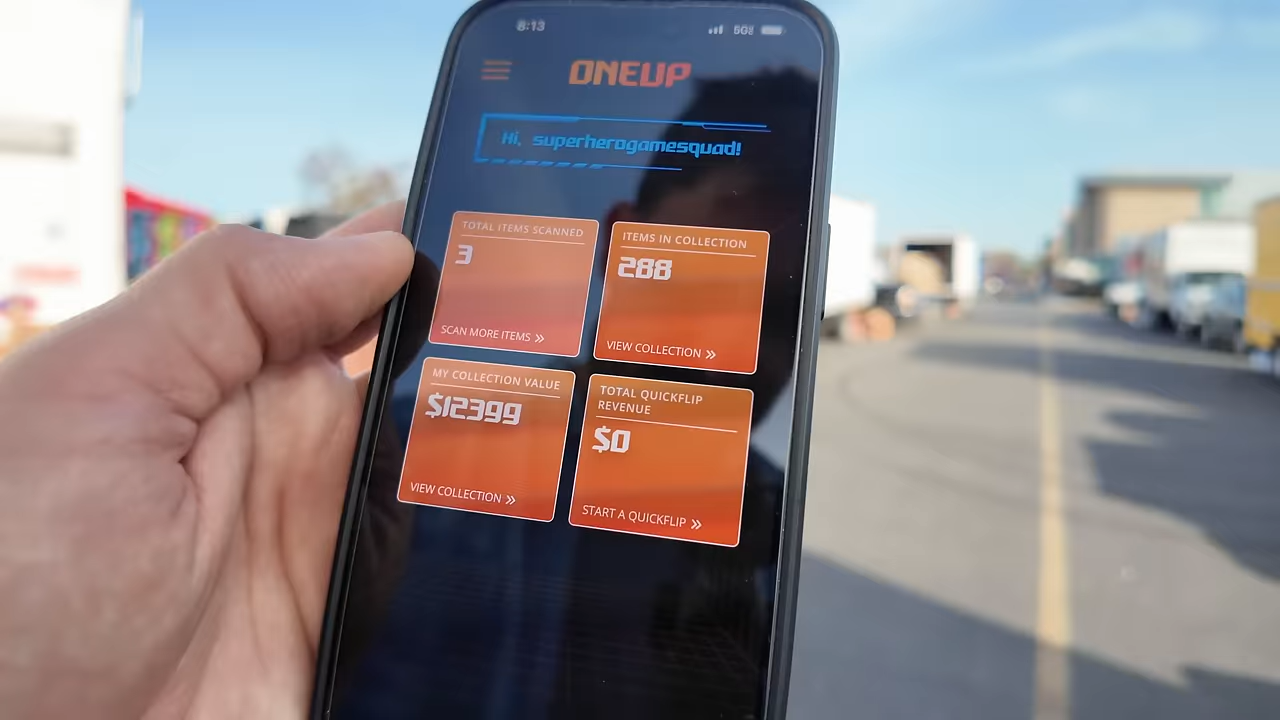 8:13
5G
ONEUP
Hi, superherogamesquad!
TOTAL ITEMS SCANNED
3
SCAN MORE ITEMS »
ITEMS IN COLLECTION
288
VIEW COLLECTION »
MY COLLECTION VALUE
$12399
VIEW COLLECTION »
TOTAL QUICKFLIP
REVENUE
$0
START A QUICKFLIP »